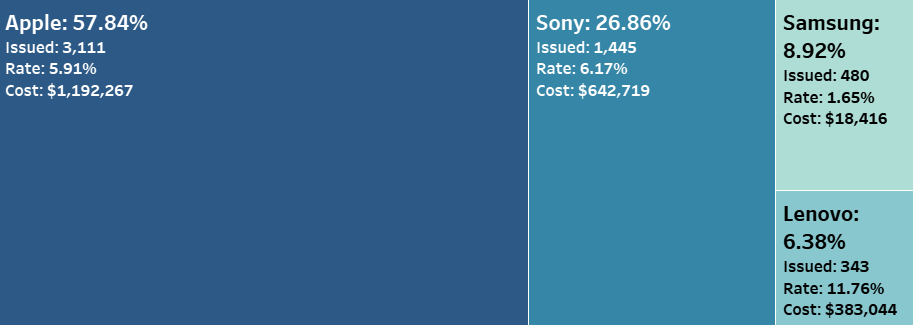 Apple: 57.84%
Issued: 3,111
Rate: 5.91%
Cost: $1,192,267
Sony: 26.86%
Issued: 1,445
Rate: 6.17%
Cost: $642,719
Samsung:
8.92%
Issued: 480
Rate: 1.65%
Cost: $18,416
Lenovo:
6.38%
Issued: 343
Rate: 11.76%
Cost: $383,044